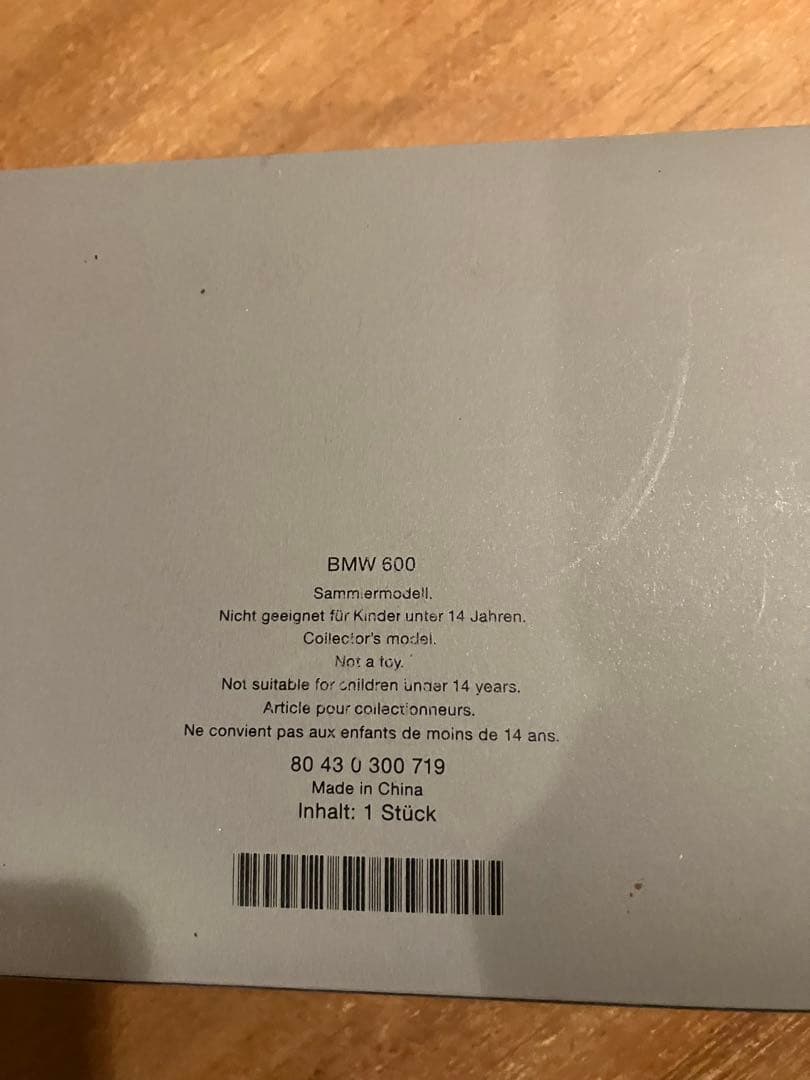 BMW 600
Sammlermodell.
Nicht geeignet für Kinder unter 14 Jahren.
Collector's model.
Not a toy.
Not suitable for children under 14 years.
Article pour collectionneurs.
Ne convient pas aux enfants de moins de 14 ans.
80 43 0 300 719
Made in China
Inhalt: 1 Stück